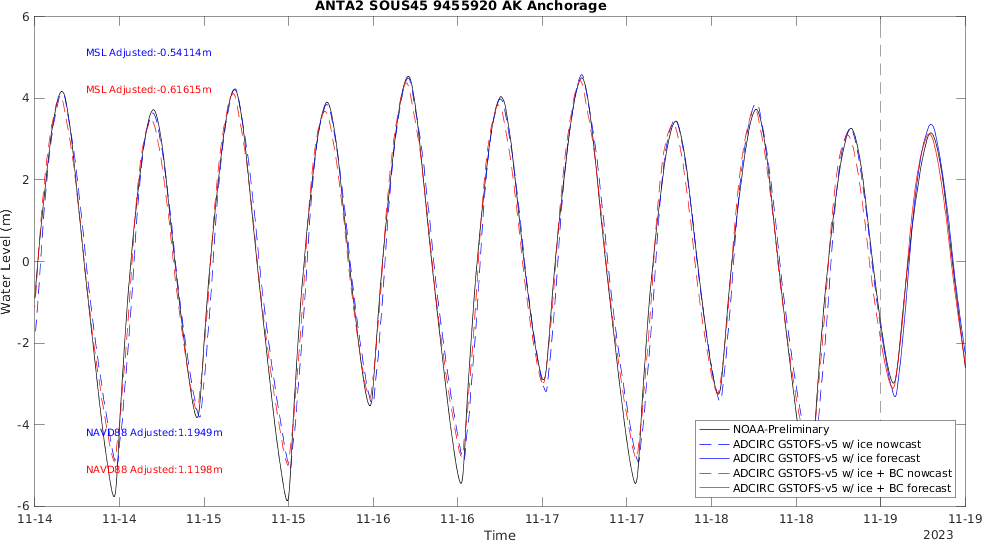 ANTA2 SOUS45 9455920 AK Anchorage
6
4
2
0
-2
-4
-6
Water Level (m)
MSL Adjusted:-0.54114m
MSL Adjusted:-0.61615m
NAVD88 Adjusted:1.1949m
NAVD88 Adjusted:1.1198m
NOAA-Preliminary
ADCIRC GSTOFS-v5 w/ ice nowcast
ADCIRC GSTOFS-v5 w/ ice forecast
ADCIRC GSTOFS-v5 w/ ice + BC nowcast
ADCIRC GSTOFS-v5 w/ ice + BC forecast
11-14 11-14 11-15 11-15 11-16 11-16 11-17 11-17 11-18 11-18 11-19 11-19
Time
2023